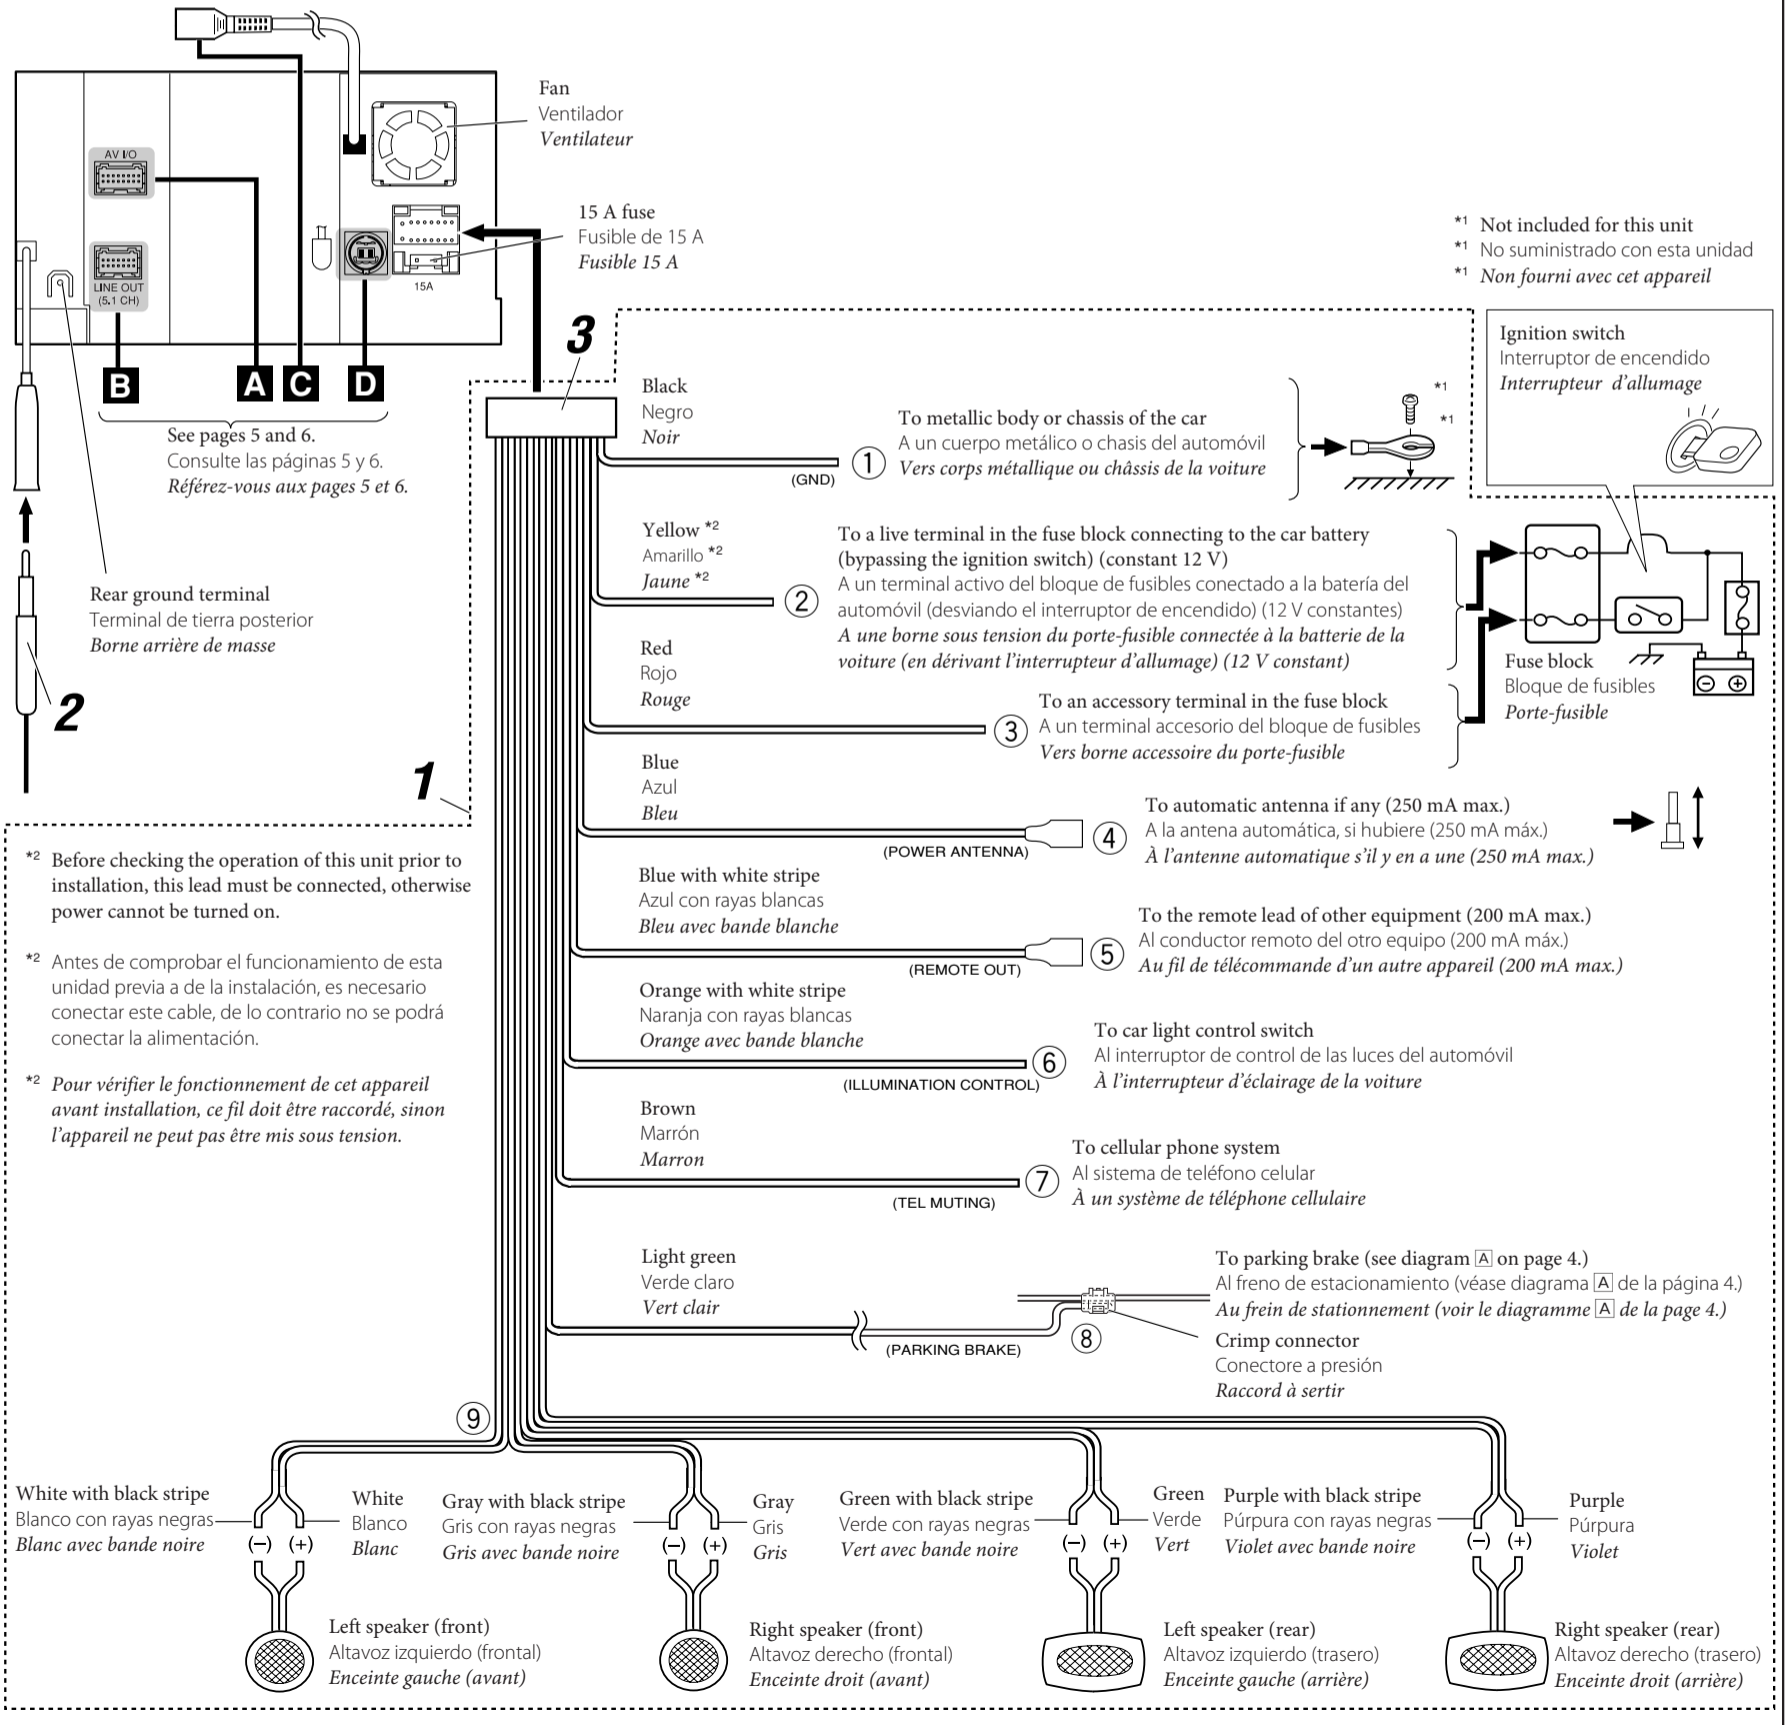 Fan
Ventilador
Ventilateur
AV I/O
15 A fuse
Fusible de 15 A
Fusible 15 A
LINE OUT
(5.1 CH)
15A
*1 Not included for this unit
*1 No suministrado con esta unidad
*1 Non fourni avec cet appareil
B
A
C
D
See pages 5 and 6.
Consulte las páginas 5 y 6.
Référez-vous aux pages 5 et 6.
3
Ignition switch
Interruptor de encendido
Interrupteur d'allumage
Black
Negro
Noir
(GND)
1
To metallic body or chassis of the car
A un cuerpo metálico o chasis del automóvil
Vers corps métallique ou châssis de la voiture
*1
*1
Rear ground terminal
Terminal de tierra posterior
Borne arrière de masse
2
Yellow *2
Amarillo *2
Jaune *2
2
To a live terminal in the fuse block connecting to the car battery
(bypassing the ignition switch) (constant 12 V)
A un terminal activo del bloque de fusibles conectado a la batería del
automóvil (desviando el interruptor de encendido) (12 V constantes)
A une borne sous tension du porte-fusible connectée à la batterie de la
voiture (en dérivant l'interrupteur d'allumage) (12 V constant)
Fuse block
Bloque de fusibles
Porte-fusible
Red
Rojo
Rouge
3
To an accessory terminal in the fuse block
A un terminal accesorio del bloque de fusibles
Vers borne accessoire du porte-fusible
1
Blue
Azul
Bleu
(POWER ANTENNA)
4
To automatic antenna if any (250 mA max.)
A la antena automática, si hubiere (250 mA máx.)
À l'antenne automatique s'il y en a une (250 mA max.)
*2 Before checking the operation of this unit prior to
installation, this lead must be connected, otherwise
power cannot be turned on.
*2 Antes de comprobar el funcionamiento de esta
unidad previa a de la instalación, es necesario
conectar este cable, de lo contrario no se podrá
conectar la alimentación.
*2 Pour vérifier le fonctionnement de cet appareil
avant installation, ce fil doit être raccordé, sinon
l'appareil ne peut pas être mis sous tension.
Blue with white stripe
Azul con rayas blancas
Bleu avec bande blanche
(REMOTE OUT)
5
To the remote lead of other equipment (200 mA max.)
Al conductor remoto del otro equipo (200 mA máx.)
Au fil de télécommande d'un autre appareil (200 mA max.)
Orange with white stripe
Naranja con rayas blancas
Orange avec bande blanche
(ILLUMINATION CONTROL)
6
To car light control switch
Al interruptor de control de las luces del automóvil
À l'interrupteur d'éclairage de la voiture
Brown
Marrón
Marron
(TEL MUTING)
7
To cellular phone system
Al sistema de teléfono celular
À un système de téléphone cellulaire
Light green
Verde claro
Vert clair
(PARKING BRAKE)
8
To parking brake (see diagram A on page 4.)
Al freno de estacionamiento (véase diagrama A de la página 4.)
Au frein de stationnement (voir le diagramme A de la page 4.)
Crimp connector
Conectore a presión
Raccord à sertir
9
White with black stripe
Blanco con rayas negras
Blanc avec bande noire
(−) (+)
White
Blanco
Blanc
Gray with black stripe
Gris con rayas negras
Gris avec bande noire
(−) (+)
Gray
Gris
Gris
Green with black stripe
Verde con rayas negras
Vert avec bande noire
(−) (+)
Green
Verde
Vert
Purple with black stripe
Púrpura con rayas negras
Violet avec bande noire
(−) (+)
Purple
Púrpura
Violet
Left speaker (front)
Altavoz izquierdo (frontal)
Enceinte gauche (avant)
Right speaker (front)
Altavoz derecho (frontal)
Enceinte droit (avant)
Left speaker (rear)
Altavoz izquierdo (trasero)
Enceinte gauche (arrière)
Right speaker (rear)
Altavoz derecho (trasero)
Enceinte droit (arrière)